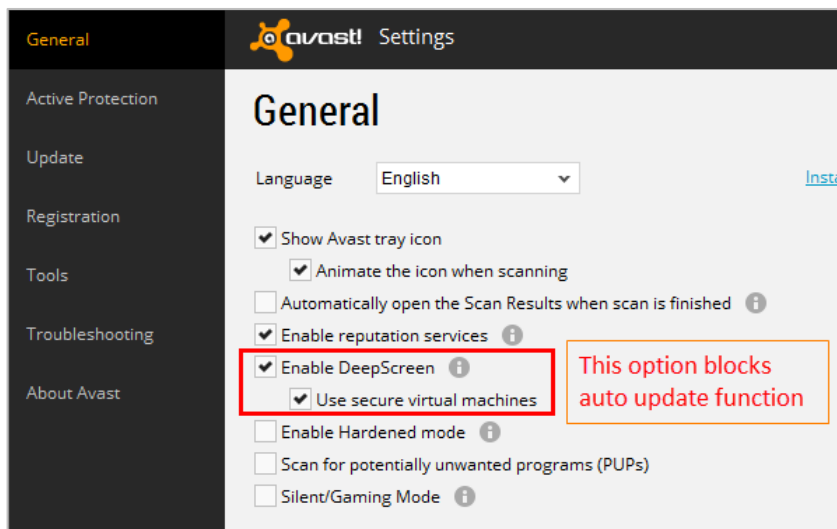 General
avast! Settings
Active Protection
Update
Registration
Tools
Troubleshooting
About Avast
General
Language English
Insta
Show Avast tray icon
Animate the icon when scanning
Automatically open the Scan Results when scan is finished
Enable reputation services
Enable DeepScreen
Use secure virtual machines
This option blocks
auto update function
Enable Hardened mode
Scan for potentially unwanted programs (PUPs)
Silent/Gaming Mode